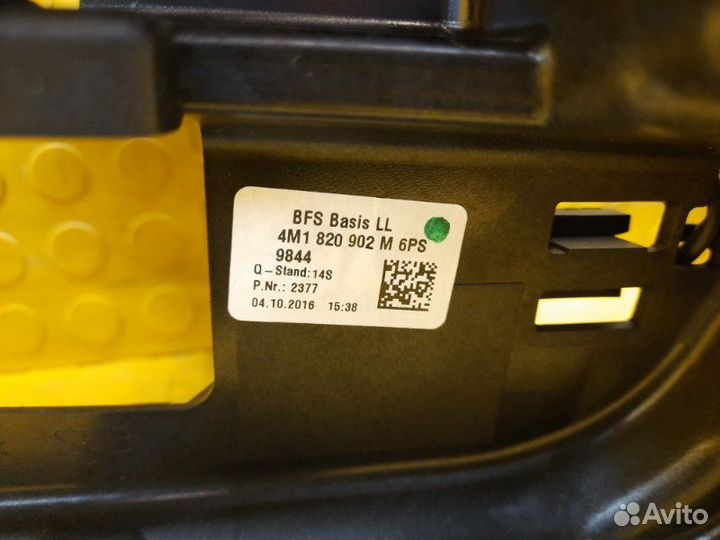 BFS Basis LL
4M1 820 902 M 6PS
9844
Q-Stand:14S
P.Nr.: 2377
04.10.2016 15:38
Avito